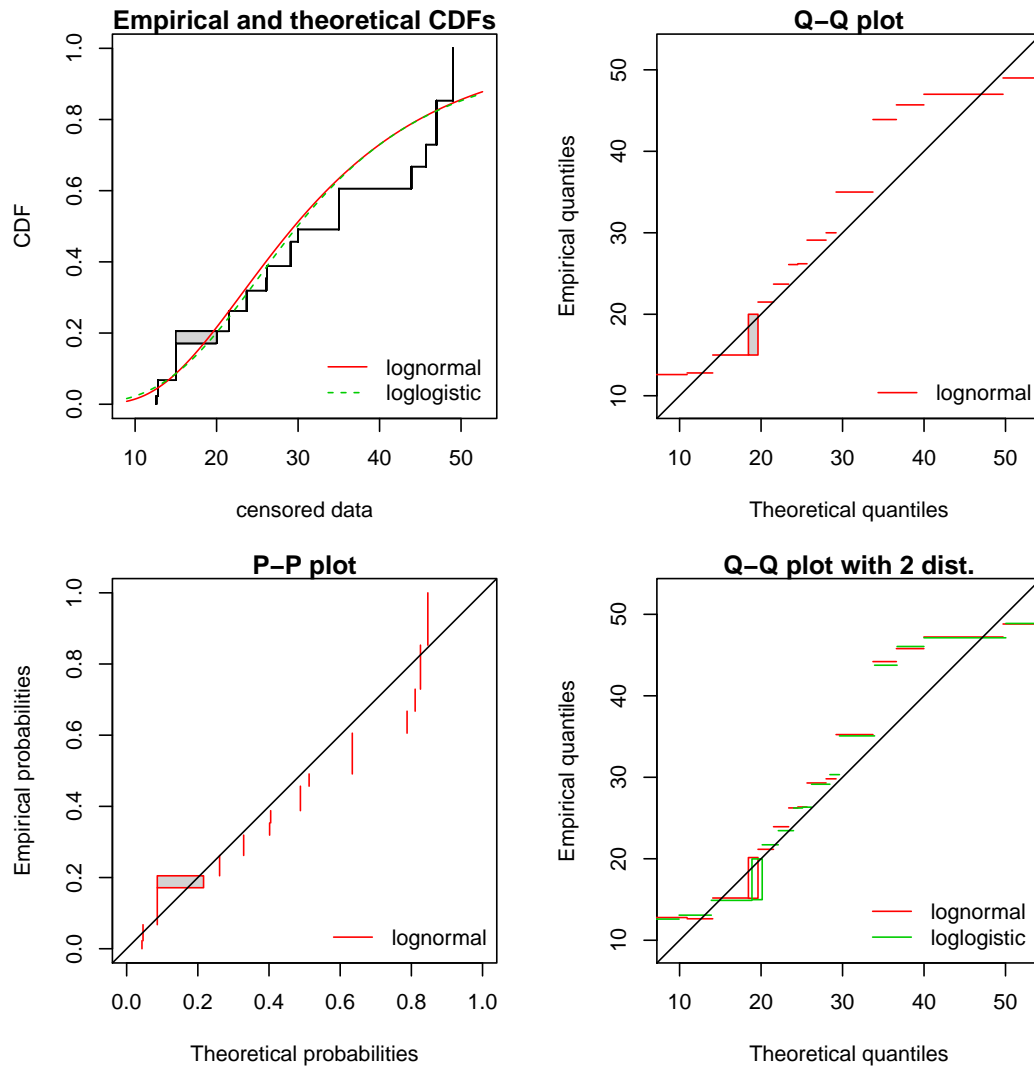 Empirical and theoretical CDFs
CDF
0.0 0.2 0.4 0.6 0.8 1.0
lognormal
loglogistic
10 20 30 40 50
censored data
Q−Q plot
Empirical quantiles
10 20 30 40 50
lognormal
10 20 30 40 50
Theoretical quantiles
P−P plot
Empirical probabilities
0.0 0.2 0.4 0.6 0.8 1.0
lognormal
0.0 0.2 0.4 0.6 0.8 1.0
Theoretical probabilities
Q−Q plot with 2 dist.
Empirical quantiles
10 20 30 40 50
lognormal
loglogistic
10 20 30 40 50
Theoretical quantiles